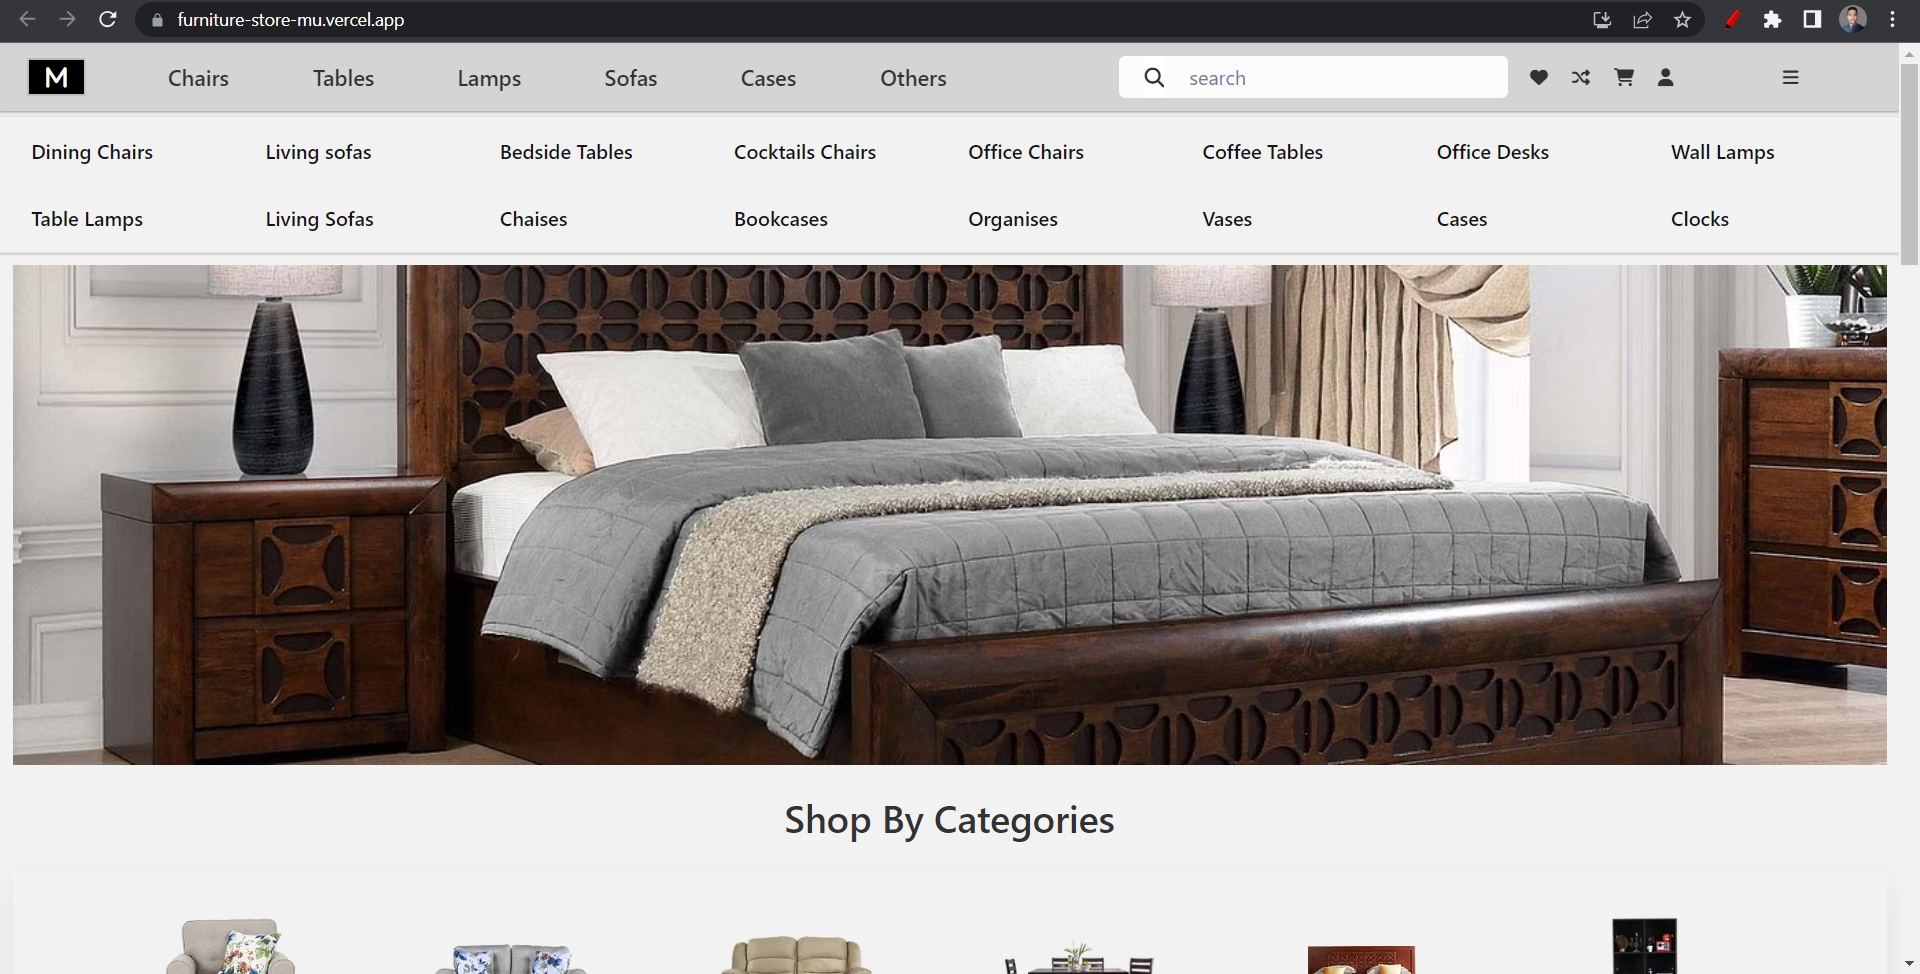 furniture-store-mu.vercel.app
M Chairs Tables Lamps Sofas Cases Others search
Dining Chairs Living sofas Bedside Tables Cocktails Chairs Office Chairs Coffee Tables Office Desks Wall Lamps
Table Lamps Living Sofas Chaises Bookcases Organises Vases Cases Clocks
Shop By Categories